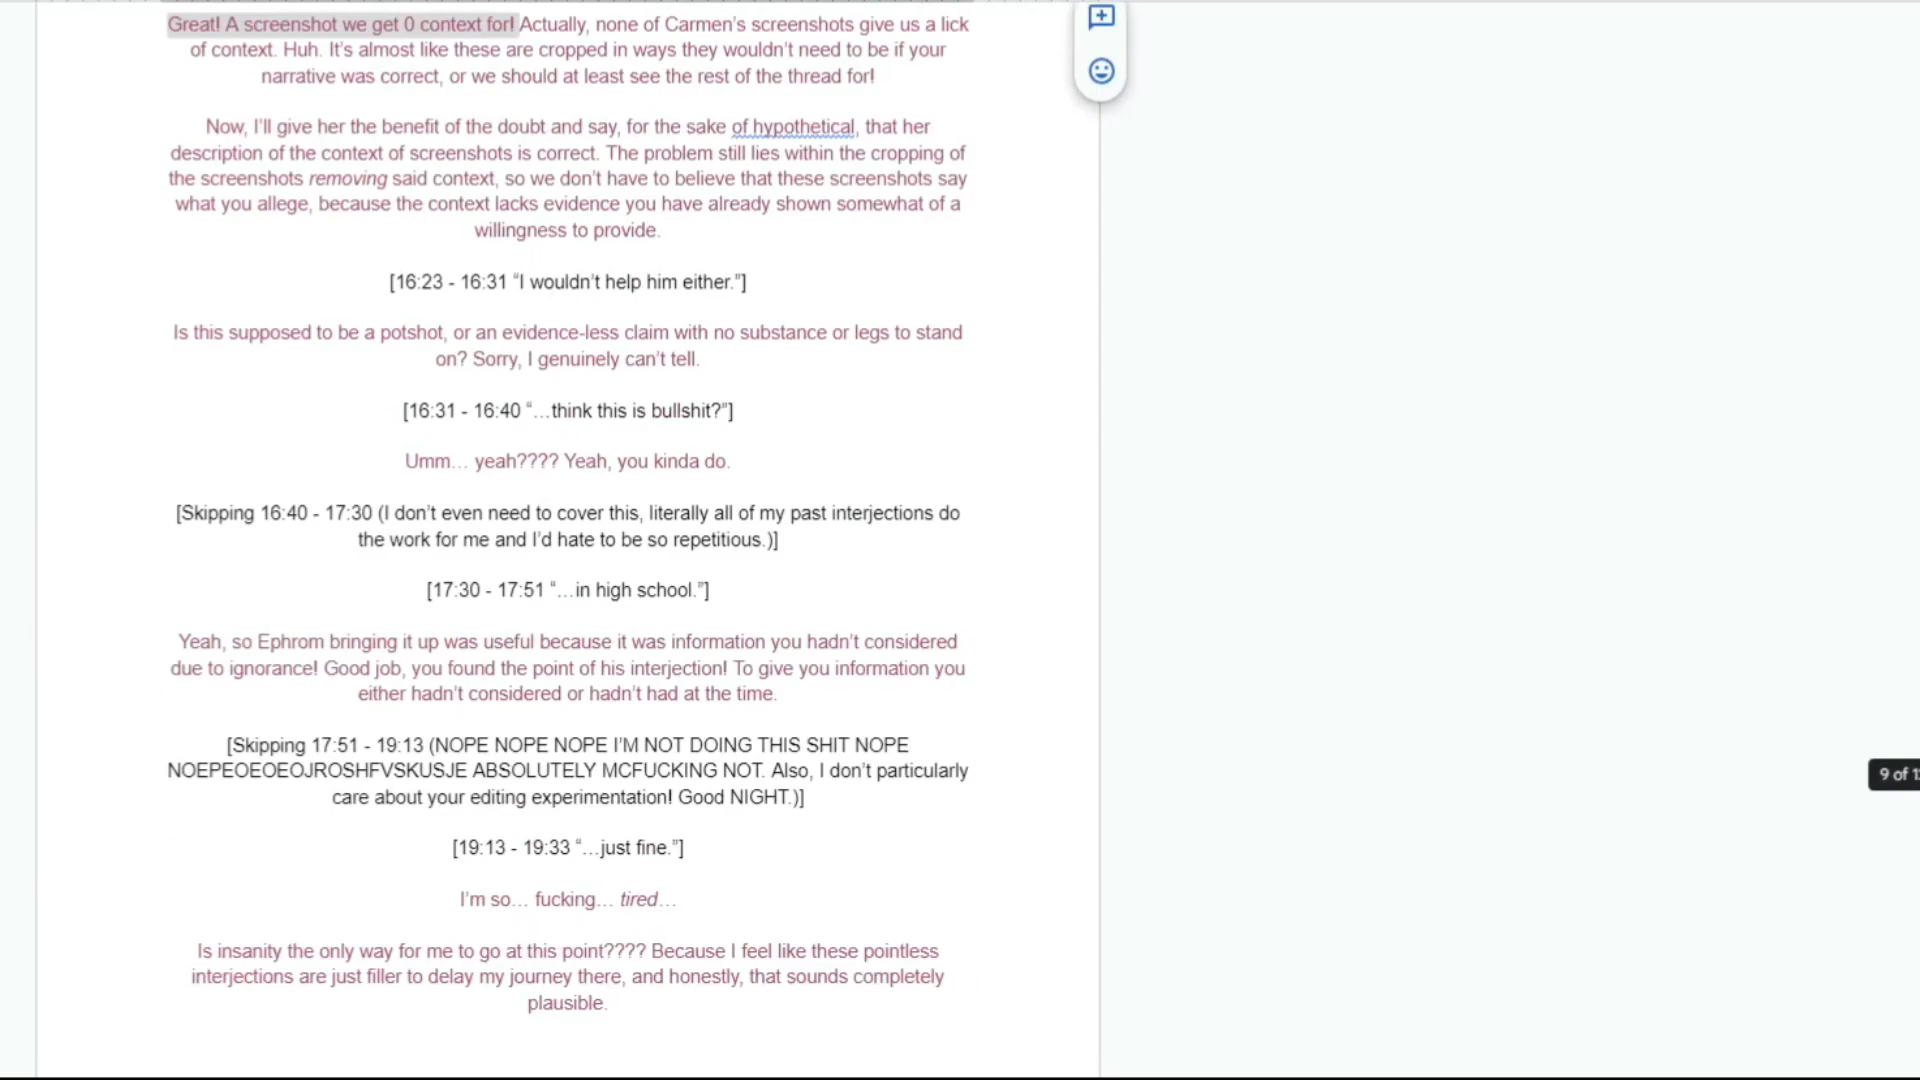 Great! A screenshot we get 0 context for! Actually, none of Carmen’s screenshots give us a lick
of context. Huh. It’s almost like these are cropped in ways they wouldn’t need to be if your
narrative was correct, or we should at least see the rest of the thread for!
Now, I’ll give her the benefit of the doubt and say, for the sake of hypothetical, that her
description of the context of screenshots is correct. The problem still lies within the cropping of
the screenshots removing said context, so we don’t have to believe that these screenshots say
what you allege, because the context lacks evidence you have already shown somewhat of a
willingness to provide.
[16:23 - 16:31 “I wouldn’t help him either.”]
Is this supposed to be a potshot, or an evidence-less claim with no substance or legs to stand
on? Sorry, I genuinely can’t tell.
[16:31 - 16:40 “…think this is bullshit?”]
Umm… yeah???? Yeah, you kinda do.
[Skipping 16:40 - 17:30 (I don’t even need to cover this, literally all of my past interjections do
the work for me and I’d hate to be so repetitious.)]
[17:30 - 17:51 “…in high school.”]
Yeah, so Ephrom bringing it up was useful because it was information you hadn’t considered
due to ignorance! Good job, you found the point of his interjection! To give you information you
either hadn’t considered or hadn’t had at the time.
[Skipping 17:51 - 19:13 (NOPE NOPE NOPE I’M NOT DOING THIS SHIT NOPE
NOEPEOEOEOJROSHFVSKUSJE ABSOLUTELY MCFUCKING NOT. Also, I don’t particularly
care about your editing experimentation! Good NIGHT.)]
[19:13 - 19:33 “…just fine.”]
I’m so… fucking… tired…
Is insanity the only way for me to go at this point???? Because I feel like these pointless
interjections are just filler to delay my journey there, and honestly, that sounds completely
plausible.
9 of